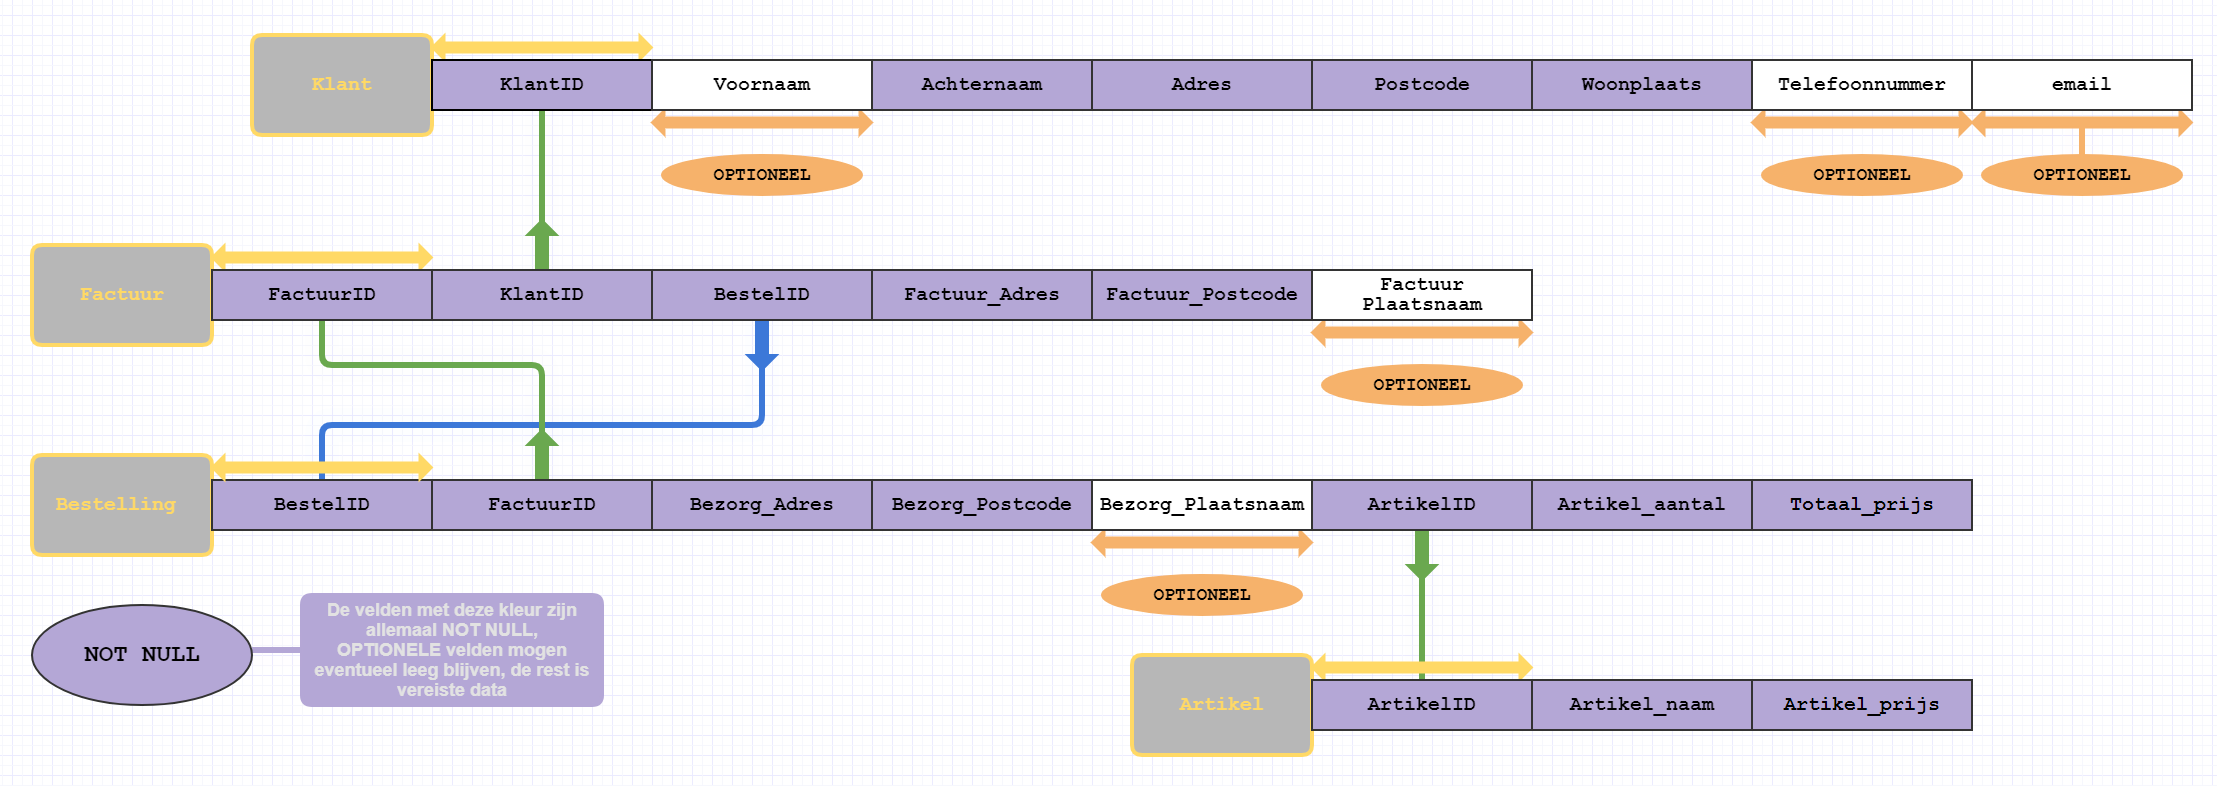 Klant
KlantID
Voornaam
Achternaam
Adres
Postcode
Woonplaats
Telefoonnummer
email
OPTIONEEL
OPTIONEEL
OPTIONEEL
Factuur
FactuurID
KlantID
BestelID
Factuur_Adres
Factuur_Postcode
Factuur
Plaatsnaam
OPTIONEEL
Bestelling
BestelID
FactuurID
Bezorg_Adres
Bezorg_Postcode
Bezorg_Plaatsnaam
ArtikelID
Artikel_aantal
Totaal_prijs
OPTIONEEL
NOT NULL
De velden met deze kleur zijn
allemaal NOT NULL,
OPTIONELE velden mogen
eventueel leeg blijven, de rest is
vereiste data
Artikel
ArtikelID
Artikel_naam
Artikel_prijs